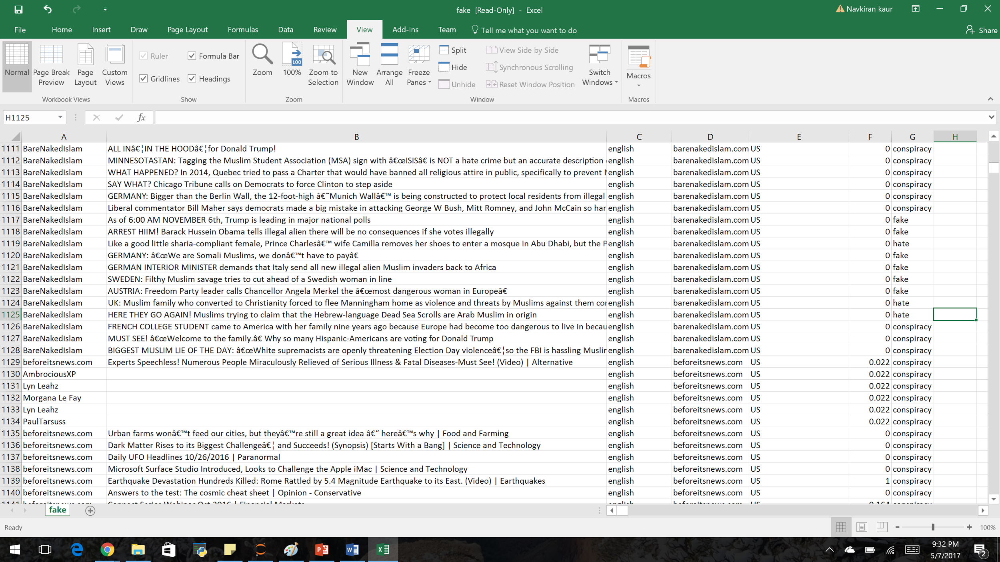 fake [Read-Only] - Excel
Navkiran kaur
File Home Insert Draw Page Layout Formulas Data Review View Add-ins Team Tell me what you want to do Share
Normal Page Break Preview Page Layout Custom Views
Workbook Views
Ruler Formula Bar
Gridlines Headings
Show
Zoom 100% Zoom to Selection
100
Zoom
New Window Arrange All Freeze Panes
Split
Hide
Unhide
View Side by Side
Synchronous Scrolling
Reset Window Position
Switch Windows
Window
Macros
Macros
H1125 fx
A B C D E F G H
1111 BareNakedIslam ALL INâ€¦IN THE HOODâ€¦for Donald Trump! english barenakedislam.com US 0 conspiracy
1112 BareNakedIslam MINNESOTASTAN: Tagging the Muslim Student Association (MSA) sign with â€œISISâ€ is NOT a hate crime but an accurate description english barenakedislam.com US 0 conspiracy
1113 BareNakedIslam WHAT HAPPENED? In 2014, Quebec tried to pass a Charter that would have banned all religious attire in public, specifically to prevent english barenakedislam.com US 0 conspiracy
1114 BareNakedIslam SAY WHAT? Chicago Tribune calls on Democrats to force Clinton to step aside english barenakedislam.com US 0 conspiracy
1115 BareNakedIslam GERMANY: Bigger than the Berlin Wall, the 12-foot-high â€˜Munich Wallâ€™ is being constructed to protect local residents from illegal english barenakedislam.com US 0 conspiracy
1116 BareNakedIslam Liberal commentator Bill Maher says democrats made a big mistake in attacking George W Bush, Mitt Romney, and John McCain so har english barenakedislam.com US 0 conspiracy
1117 BareNakedIslam As of 6:00 AM NOVEMBER 6th, Trump is leading in major national polls english barenakedislam.com US 0 fake
1118 BareNakedIslam ARREST HIIM! Barack Hussein Obama tells illegal alien there will be no consequences if she votes illegally english barenakedislam.com US 0 fake
1119 BareNakedIslam Like a good little sharia-compliant female, Prince Charlesâ€™ wife Camilla removes her shoes to enter a mosque in Abu Dhabi, but the P english barenakedislam.com US 0 hate
1120 BareNakedIslam GERMANY: â€œWe are Somali Muslims, we donâ€™t have to payâ€ english barenakedislam.com US 0 fake
1121 BareNakedIslam GERMAN INTERIOR MINISTER demands that Italy send all new illegal alien Muslim invaders back to Africa english barenakedislam.com US 0 fake
1122 BareNakedIslam SWEDEN: Filthy Muslim savage tries to cut ahead of a Swedish woman in line english barenakedislam.com US 0 fake
1123 BareNakedIslam AUSTRIA: Freedom Party leader calls Chancellor Angela Merkel the â€œmost dangerous woman in Europeâ€ english barenakedislam.com US 0 fake
1124 BareNakedIslam UK: Muslim family who converted to Christianity forced to flee Manningham home as violence and threats by Muslims against them cor english barenakedislam.com US 0 hate
1125 BareNakedIslam HERE THEY GO AGAIN! Muslims trying to claim that the Hebrew-language Dead Sea Scrolls are Arab Muslim in origin english barenakedislam.com US 0 hate
1126 BareNakedIslam FRENCH COLLEGE STUDENT came to America with her family nine years ago because Europe had become too dangerous to live in becau english barenakedislam.com US 0 conspiracy
1127 BareNakedIslam MUST SEE! â€œWelcome to the family.â€ Why so many Hispanic-Americans are voting for Donald Trump english barenakedislam.com US 0 conspiracy
1128 BareNakedIslam BIGGEST MUSLIM LIE OF THE DAY: â€œWhite supremacists are openly threatening Election Day violenceâ€¦so the FBI is hassling Muslir english barenakedislam.com US 0 conspiracy
1129 beforeitsnews.com Experts Speechless! Numerous People Miraculously Relieved of Serious Illness & Fatal Diseases-Must See! (Video) | Alternative english beforeitsnews.com US 0.022 conspiracy
1130 AmbrociousXP english beforeitsnews.com US 0.022 conspiracy
1131 Lyn Leahz english beforeitsnews.com US 0.022 conspiracy
1132 Morgana Le Fay english beforeitsnews.com US 0.022 conspiracy
1133 Lyn Leahz english beforeitsnews.com US 0.022 conspiracy
1134 PaulTarsuss english beforeitsnews.com US 0.022 conspiracy
1135 beforeitsnews.com Urban farms wonâ€™t feed our cities, but theyâ€™re still a great idea â€“ hereâ€™s why | Food and Farming english beforeitsnews.com US 0 conspiracy
1136 beforeitsnews.com Dark Matter Rises to its Biggest Challengeâ€¦ and Succeeds! (Synopsis) [Starts With a Bang] | Science and Technology english beforeitsnews.com US 0 conspiracy
1137 beforeitsnews.com Daily UFO Headlines 10/26/2016 | Paranormal english beforeitsnews.com US 0 conspiracy
1138 beforeitsnews.com Microsoft Surface Studio Introduced, Looks to Challenge the Apple iMac | Science and Technology english beforeitsnews.com US 0 conspiracy
1139 beforeitsnews.com Earthquake Devastation Hundreds Killed: Rome Rattled by 5.4 Magnitude Earthquake to its East. (Video) | Earthquakes english beforeitsnews.com US 1 conspiracy
1140 beforeitsnews.com Answers to the test: The cosmic cheat sheet | Opinion - Conservative english beforeitsnews.com US 0 conspiracy
fake
Ready 100%
9:32 PM
5/7/2017
2